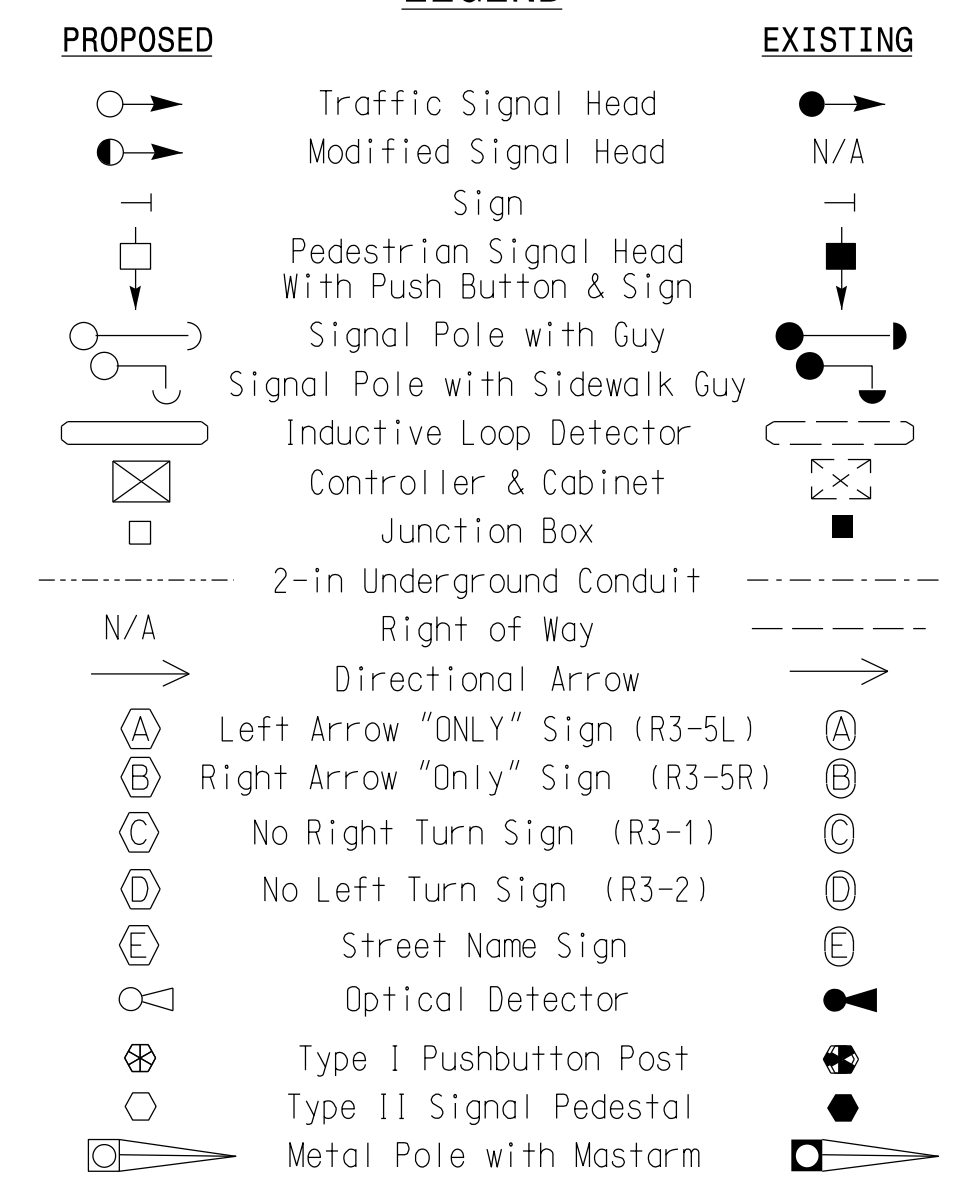 LEGEND
PROPOSED EXISTING
Traffic Signal Head
Modified Signal Head N/A
Sign
Pedestrian Signal Head
With Push Button & Sign
Signal Pole with Guy
Signal Pole with Sidewalk Guy
Inductive Loop Detector
Controller & Cabinet
Junction Box
2-in Underground Conduit
N/A Right of Way
Directional Arrow
A Left Arrow "ONLY" Sign (R3-5L) A
B Right Arrow "Only" Sign (R3-5R) B
C No Right Turn Sign (R3-1) C
D No Left Turn Sign (R3-2) D
E Street Name Sign E
Optical Detector
Type I Pushbutton Post
Type II Signal Pedestal
Metal Pole with Mastarm